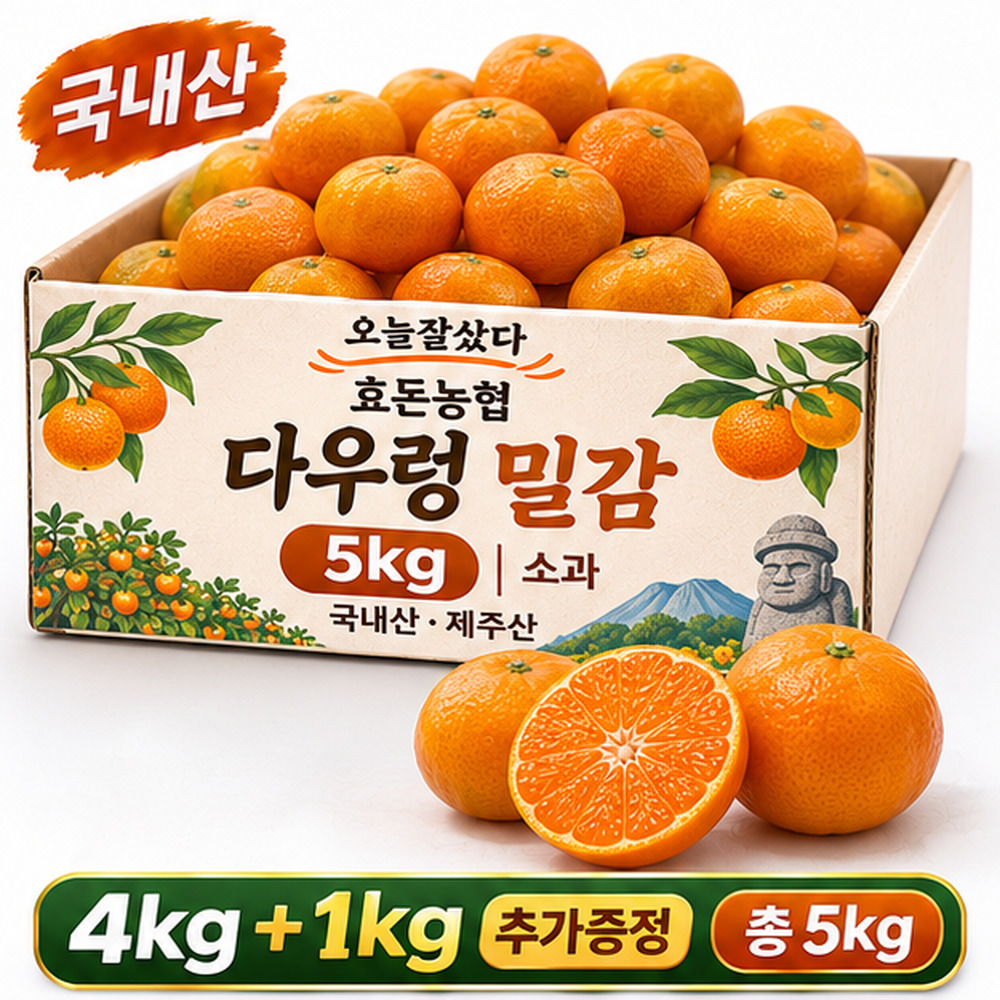 국내산
오늘잘샀다
효돈농협
다우렁 밀감
5kg | 소과
국내산 · 제주산
4kg + 1kg 추가증정 총 5kg